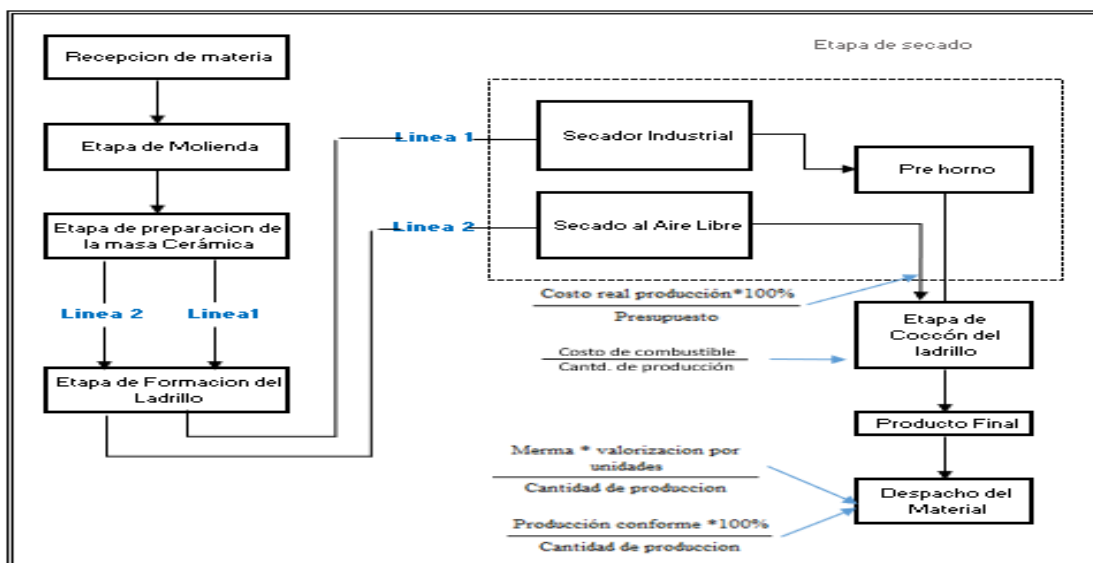 Etapa de secado
Recepcion de materia
Etapa de Molienda
Etapa de preparacion de
la masa Cerámica
Linea 2
Linea1
Etapa de Formacion del
Ladrillo
Linea 1
Secador Industrial
Pre horno
Linea 2
Secado al Aire Libre
Costo real producción*100%
Presupuesto
Costo de combustible
Cantd. de producción
Etapa de
Coccón del
ladrillo
Producto Final
Merma * valorizacion por
unidades
Cantidad de produccion
Despacho del
Material
Producción conforme *100%
Cantidad de produccion